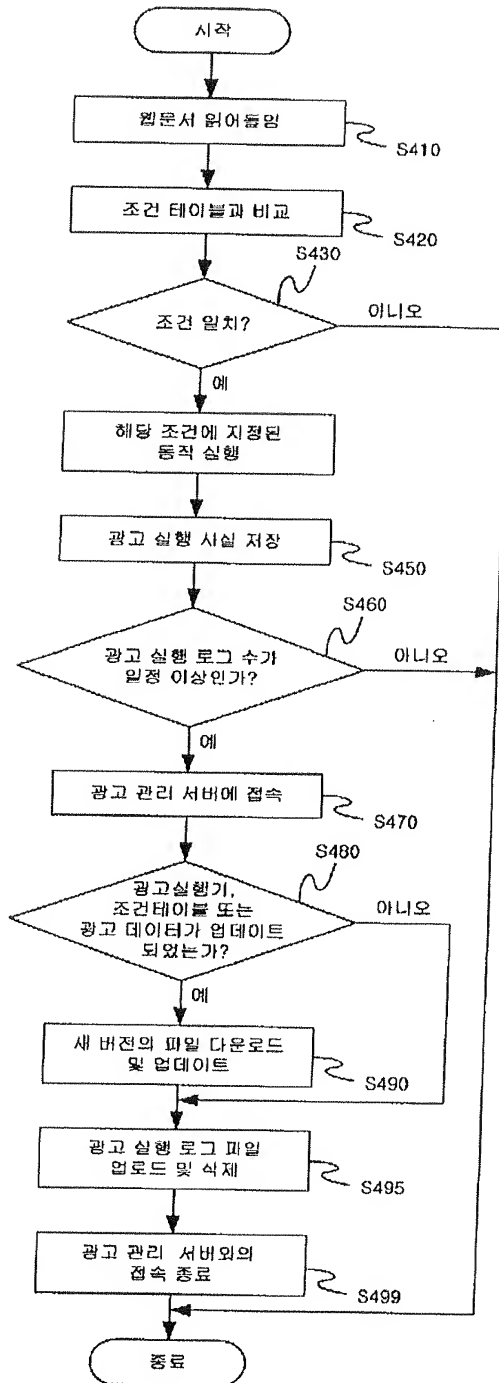 시작
웹문서 읽어들임
S410
조건 테이블과 비교
S420
S430
조건 일치?
아니오
예
해당 조건에 지정된
동작 실행
광고 실행 사실 저장
S450
S460
광고 실행 로그 수가
일정 이상인가?
아니오
예
광고 관리 서버에 접속
S470
S480
광고실행기,
조건테이블 또는
광고 데이터가 업데이트
되었는가?
아니오
예
새 버전의 파일 다운로드
및 업데이트
S490
광고 실행 로그 파일
업로드 및 삭제
S495
광고 관리 서버와의
접속 종료
S499
종료